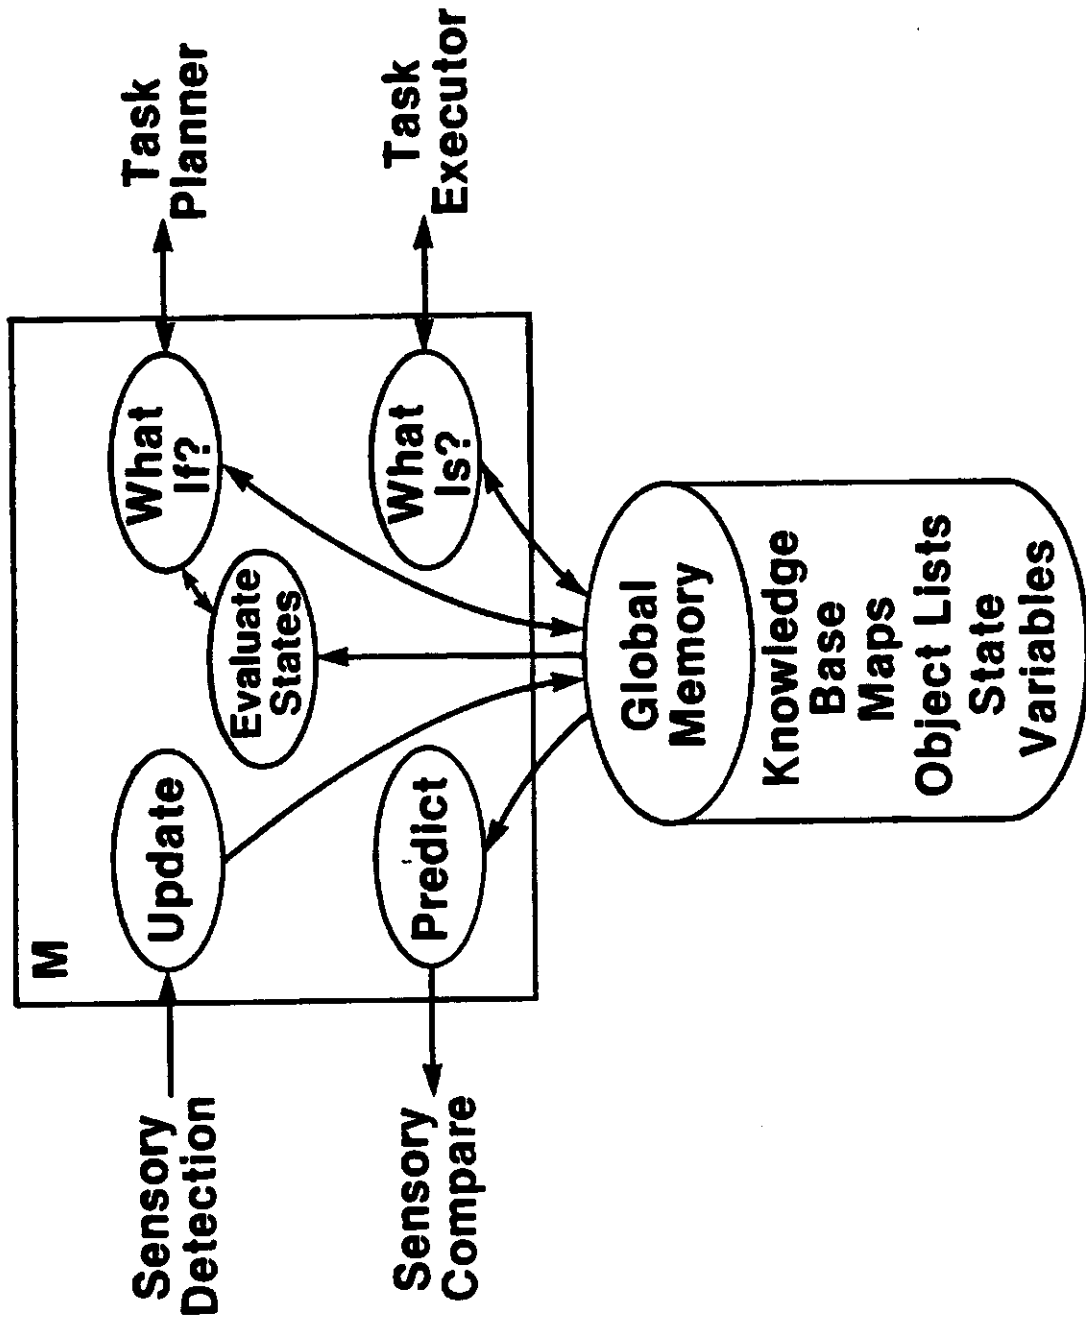 M
Sensory
Detection
Update
What
If?
Task
Planner
Evaluate
States
Sensory
Compare
Predict
What
Is?
Task
Executor
Global
Memory
Knowledge
Base
Maps
Object Lists
State
Variables